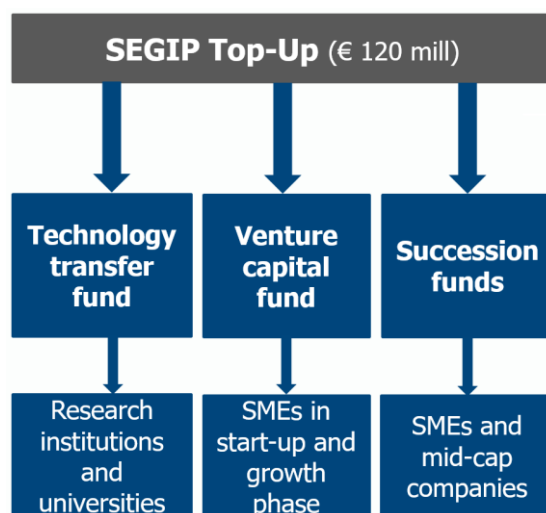 SEGIP Top-Up (€ 120 mill)
Technology
transfer
fund
Venture
capital
fund
Succession
funds
Research
institutions
and
universities
SMEs in
start-up and
growth
phase
SMEs and
mid-cap
companies